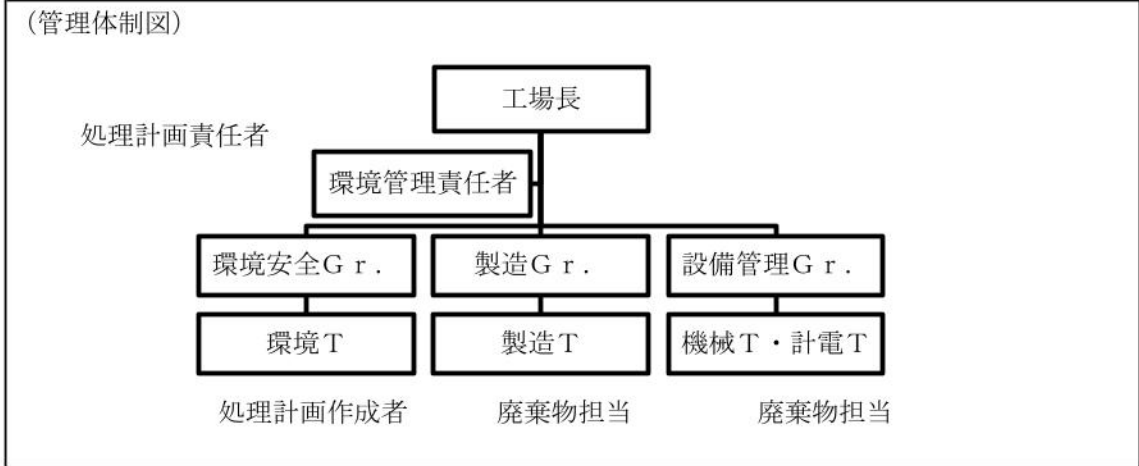 （管理体制図）
工場長
処理計画責任者
環境管理責任者
環境安全Ｇｒ． 製造Ｇｒ． 設備管理Ｇｒ．
環境Ｔ 製造Ｔ 機械Ｔ・計電Ｔ
処理計画作成者 廃棄物担当 廃棄物担当